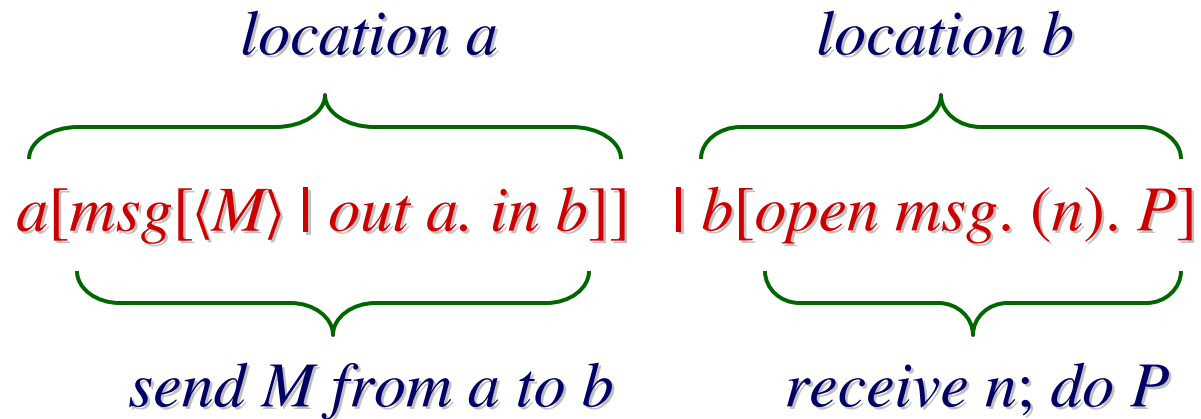 location a location b
a[msg[⟨M⟩ | out a. in b]] | b[open msg. (n). P]
send M from a to b receive n; do P